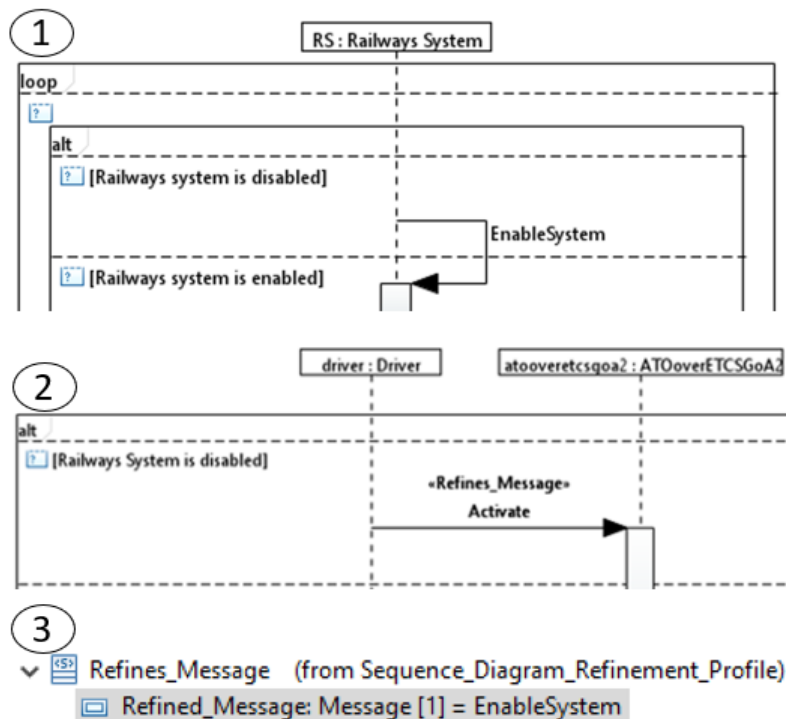 1
RS : Railways System
loop
?
alt
? [Railways system is disabled]
EnableSystem
? [Railways system is enabled]
2
driver : Driver
atooveretcsgoa2 : ATOoverETCSGoA2
alt
? [Railways System is disabled]
«Refines_Message»
Activate
3
<S> Refines_Message (from Sequence_Diagram_Refinement_Profile)
Refined_Message: Message [1] = EnableSystem